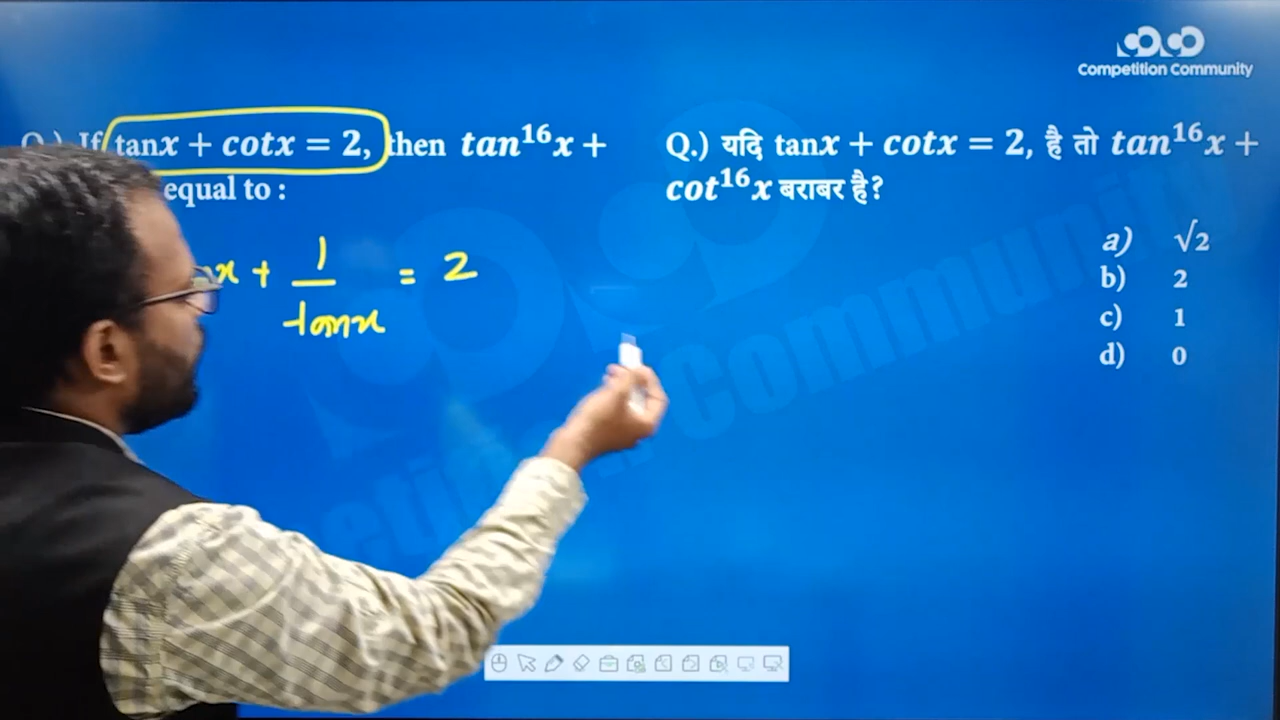 Competition Community
If tanx + cotx = 2, then tan¹⁶x +
equal to :
x + 1/tanx = 2
Q.) यदि tanx + cotx = 2, है तो tan¹⁶x +
cot¹⁶x बराबर है?
a) √2
b) 2
c) 1
d) 0
community